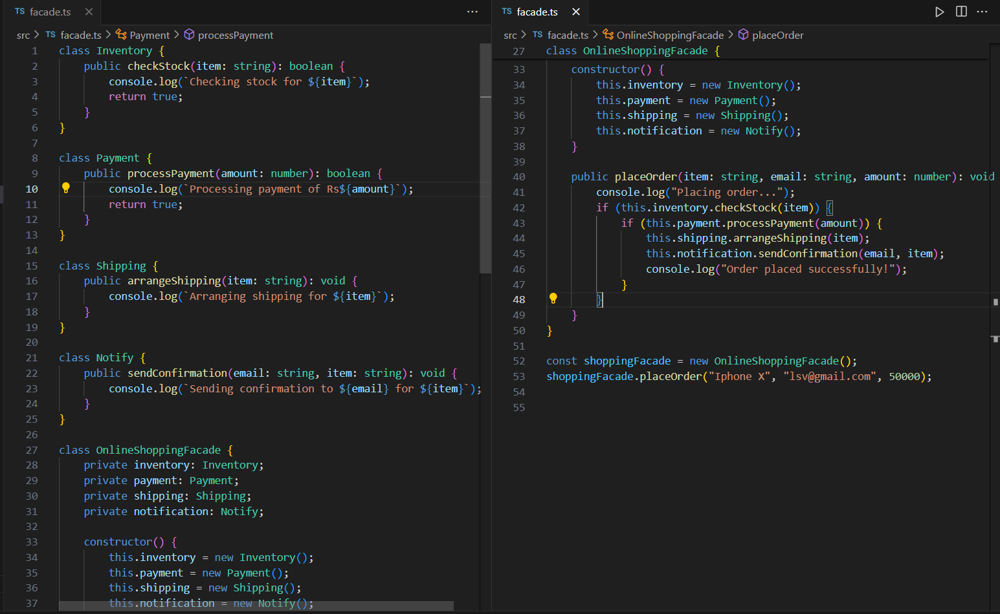 TS facade.ts
src > TS facade.ts > Payment > processPayment
1 class Inventory {
2     public checkStock(item: string): boolean {
3         console.log(`Checking stock for ${item}`);
4         return true;
5     }
6 }
7
8 class Payment {
9     public processPayment(amount: number): boolean {
10         console.log(`Processing payment of Rs${amount}`);
11         return true;
12     }
13 }
14
15 class Shipping {
16     public arrangeShipping(item: string): void {
17         console.log(`Arranging shipping for ${item}`);
18     }
19 }
20
21 class Notify {
22     public sendConfirmation(email: string, item: string): void {
23         console.log(`Sending confirmation to ${email} for ${item}`);
24     }
25 }
26
27 class OnlineShoppingFacade {
28     private inventory: Inventory;
29     private payment: Payment;
30     private shipping: Shipping;
31     private notification: Notify;
32
33     constructor() {
34         this.inventory = new Inventory();
35         this.payment = new Payment();
36         this.shipping = new Shipping();
37         this.notification = new Notify();
TS facade.ts
src > TS facade.ts > OnlineShoppingFacade > placeOrder
27 class OnlineShoppingFacade {
33     constructor() {
34         this.inventory = new Inventory();
35         this.payment = new Payment();
36         this.shipping = new Shipping();
37         this.notification = new Notify();
38     }
39
40     public placeOrder(item: string, email: string, amount: number): void
41         console.log("Placing order...");
42         if (this.inventory.checkStock(item)) {
43             if (this.payment.processPayment(amount)) {
44                 this.shipping.arrangeShipping(item);
45                 this.notification.sendConfirmation(email, item);
46                 console.log("Order placed successfully!");
47             }
48         }
49     }
50 }
51
52 const shoppingFacade = new OnlineShoppingFacade();
53 shoppingFacade.placeOrder("Iphone X", "lsv@gmail.com", 50000);
54
55